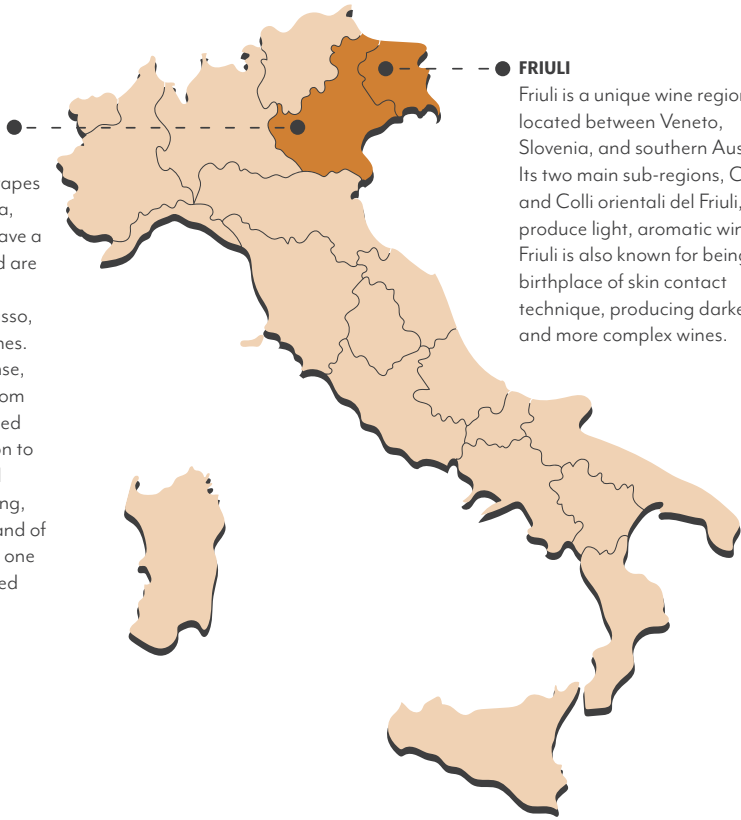 apes
a,
ave a
d are
sso,
nes.
nse,
om
ed
on to
ng,
and of
one
ed
FRIULI
Friuli is a unique wine region
located between Veneto,
Slovenia, and southern Aus
Its two main sub-regions, C
and Colli orientali del Friuli,
produce light, aromatic win
Friuli is also known for being
birthplace of skin contact
technique, producing darke
and more complex wines.